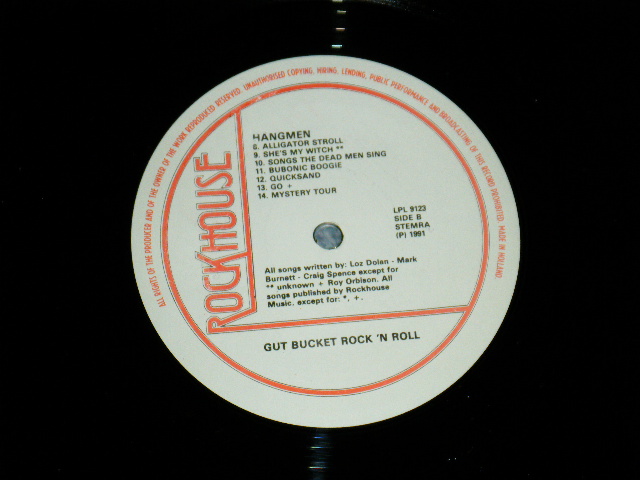 ALL RIGHTS OF THE PRODUCER AND OF THE OWNER OF THE WORK REPRODUCED RESERVED. UNAUTHORISED COPYING, HIRING, LENDING, PUBLIC PERFORMANCE AND BROADCASTING OF THIS RECORD PROHIBITED. MADE IN HOLLAND
ROCKHOUSE
HANGMEN
8. ALLIGATOR STROLL
9. SHE'S MY WITCH **
10. SONGS THE DEAD MEN SING
11. BUBONIC BOOGIE
12. QUICKSAND
13. GO +
14. MYSTERY TOUR
LPL 9123
SIDE B
STEMRA
(P) 1991
All songs written by: Loz Dolan - Mark
Burnett - Craig Spence except for
** unknown + Roy Orbison. All
songs published by Rockhouse
Music. except for: *. +.
GUT BUCKET ROCK 'N ROLL